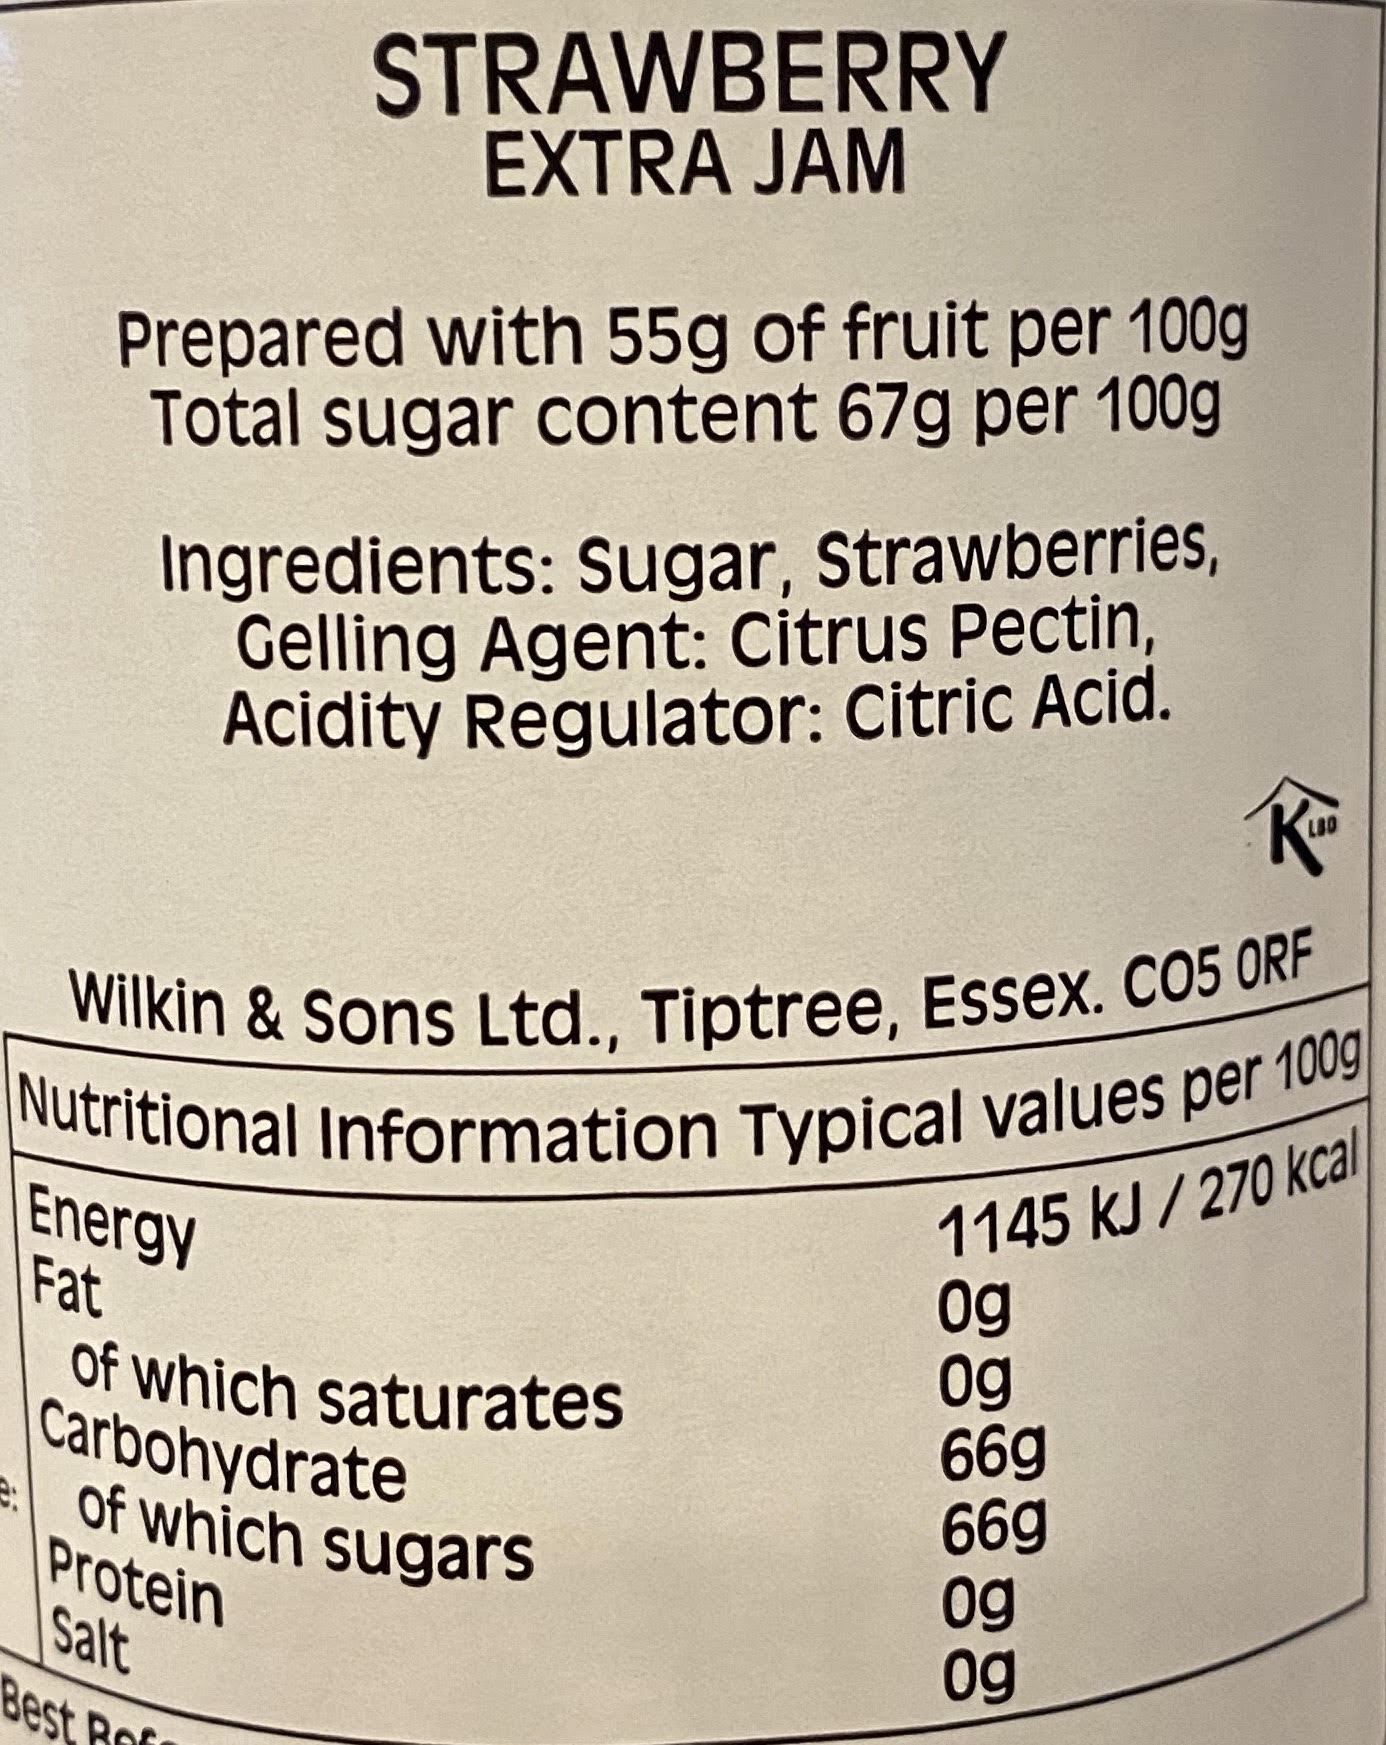 STRAWBERRY
EXTRA JAM
Prepared with 55g of fruit per 100g
Total sugar content 67g per 100g
Ingredients: Sugar, Strawberries,
Gelling Agent: Citrus Pectin,
Acidity Regulator: Citric Acid.
K LBD
Wilkin & Sons Ltd., Tiptree, Essex. CO5 0RF
Nutritional Information Typical values per 100g
Energy 1145 kJ / 270 kcal
Fat 0g
of which saturates 0g
Carbohydrate 66g
of which sugars 66g
Protein 0g
Salt 0g
e:
Best